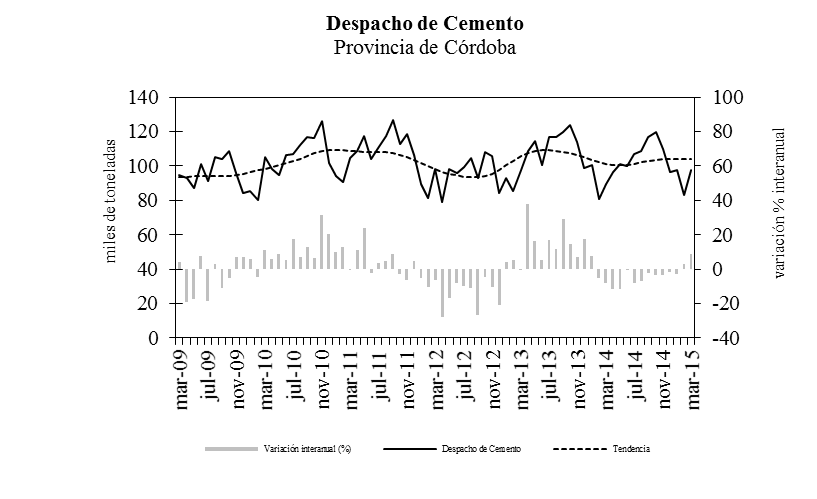 Despacho de Cemento
Provincia de Córdoba
miles de toneladas
140
120
100
80
60
40
20
0
100
80
60
40
20
0
-20
-40
variación % interanual
mar-09
jul-09
nov-09
mar-10
jul-10
nov-10
mar-11
jul-11
nov-11
mar-12
jul-12
nov-12
mar-13
jul-13
nov-13
mar-14
jul-14
nov-14
mar-15
Variación interanual (%) Despacho de Cemento Tendencia